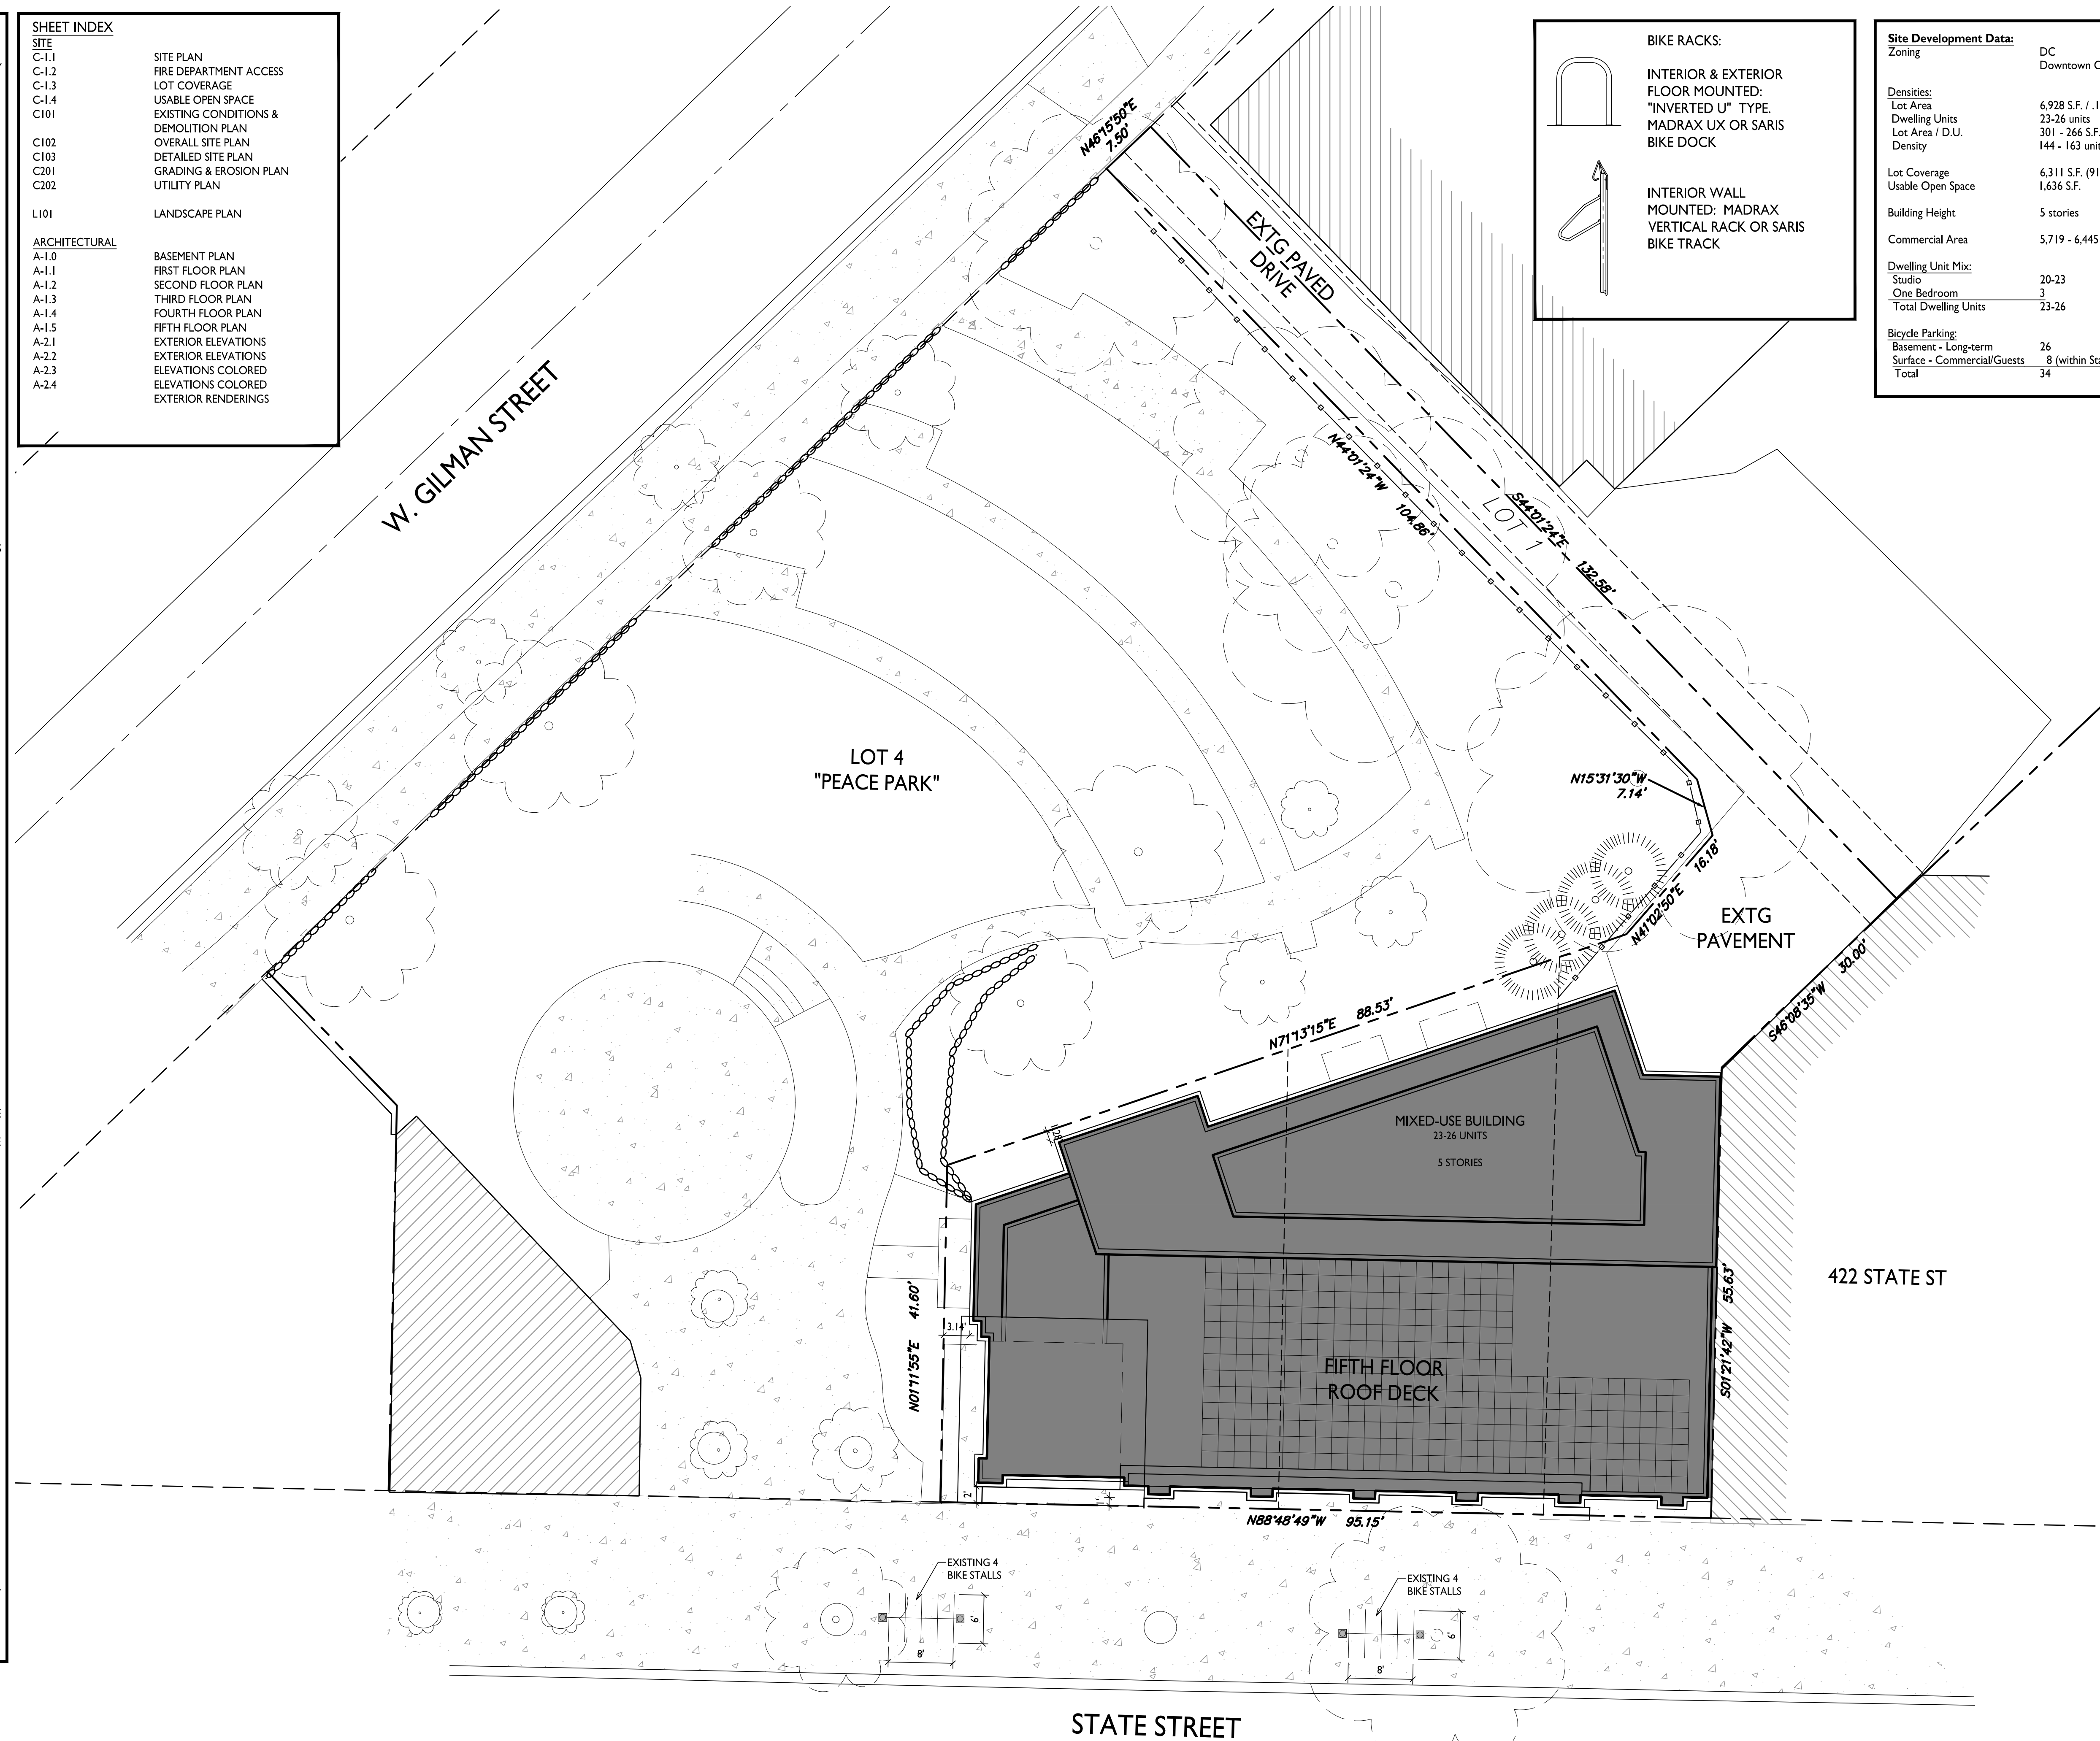 SHEET INDEX
SITE
C-1.1 SITE PLAN
C-1.2 FIRE DEPARTMENT ACCESS
C-1.3 LOT COVERAGE
C-1.4 USABLE OPEN SPACE
C101 EXISTING CONDITIONS &
DEMOLITION PLAN
C102 OVERALL SITE PLAN
C103 DETAILED SITE PLAN
C201 GRADING & EROSION PLAN
C202 UTILITY PLAN
L101 LANDSCAPE PLAN
ARCHITECTURAL
A-1.0 BASEMENT PLAN
A-1.1 FIRST FLOOR PLAN
A-1.2 SECOND FLOOR PLAN
A-1.3 THIRD FLOOR PLAN
A-1.4 FOURTH FLOOR PLAN
A-1.5 FIFTH FLOOR PLAN
A-2.1 EXTERIOR ELEVATIONS
A-2.2 EXTERIOR ELEVATIONS
A-2.3 ELEVATIONS COLORED
A-2.4 ELEVATIONS COLORED
EXTERIOR RENDERINGS
BIKE RACKS:
INTERIOR & EXTERIOR
FLOOR MOUNTED:
"INVERTED U" TYPE.
MADRAX UX OR SARIS
BIKE DOCK
INTERIOR WALL
MOUNTED: MADRAX
VERTICAL RACK OR SARIS
BIKE TRACK
Site Development Data:
Zoning DC
Downtown C
Densities:
Lot Area 6,928 S.F. / .1
Dwelling Units 23-26 units
Lot Area / D.U. 301 - 266 S.F.
Density 144 - 163 unit
Lot Coverage 6,311 S.F. (91
Usable Open Space 1,636 S.F.
Building Height 5 stories
Commercial Area 5,719 - 6,445
Dwelling Unit Mix:
Studio 20-23
One Bedroom 3
Total Dwelling Units 23-26
Bicycle Parking:
Basement - Long-term 26
Surface - Commercial/Guests 8 (within Sta
Total 34
W. GILMAN STREET
N46°15'50"E
7.50'
EXTG PAVED
DRIVE
N44°01'24"W 104.86'
LOT 1
S44°01'24"E 132.58'
LOT 4
"PEACE PARK"
N15°31'30"W
7.14'
N41°02'50"E 16.18'
EXTG
PAVEMENT
S46°08'35"W 30.00'
N71°13'15"E 88.53'
MIXED-USE BUILDING
23-26 UNITS
5 STORIES
422 STATE ST
N01°11'55"E 41.60'
3.14'
FIFTH FLOOR
ROOF DECK
S01°21'42"W 55.63'
2'
1'
N88°48'49"W 95.15'
EXISTING 4
BIKE STALLS
6'
8'
EXISTING 4
BIKE STALLS
6'
8'
STATE STREET